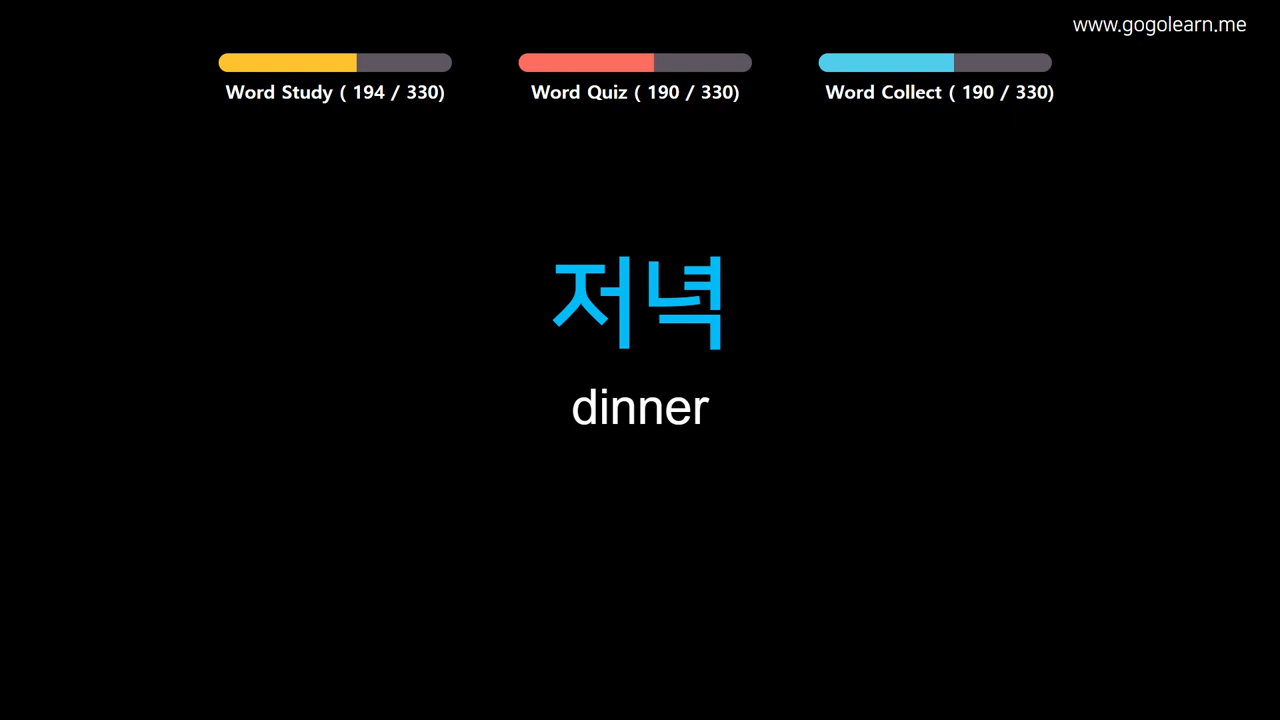 www.gogolearn.me
Word Study ( 194 / 330)
Word Quiz ( 190 / 330)
Word Collect ( 190 / 330)
저녁
dinner